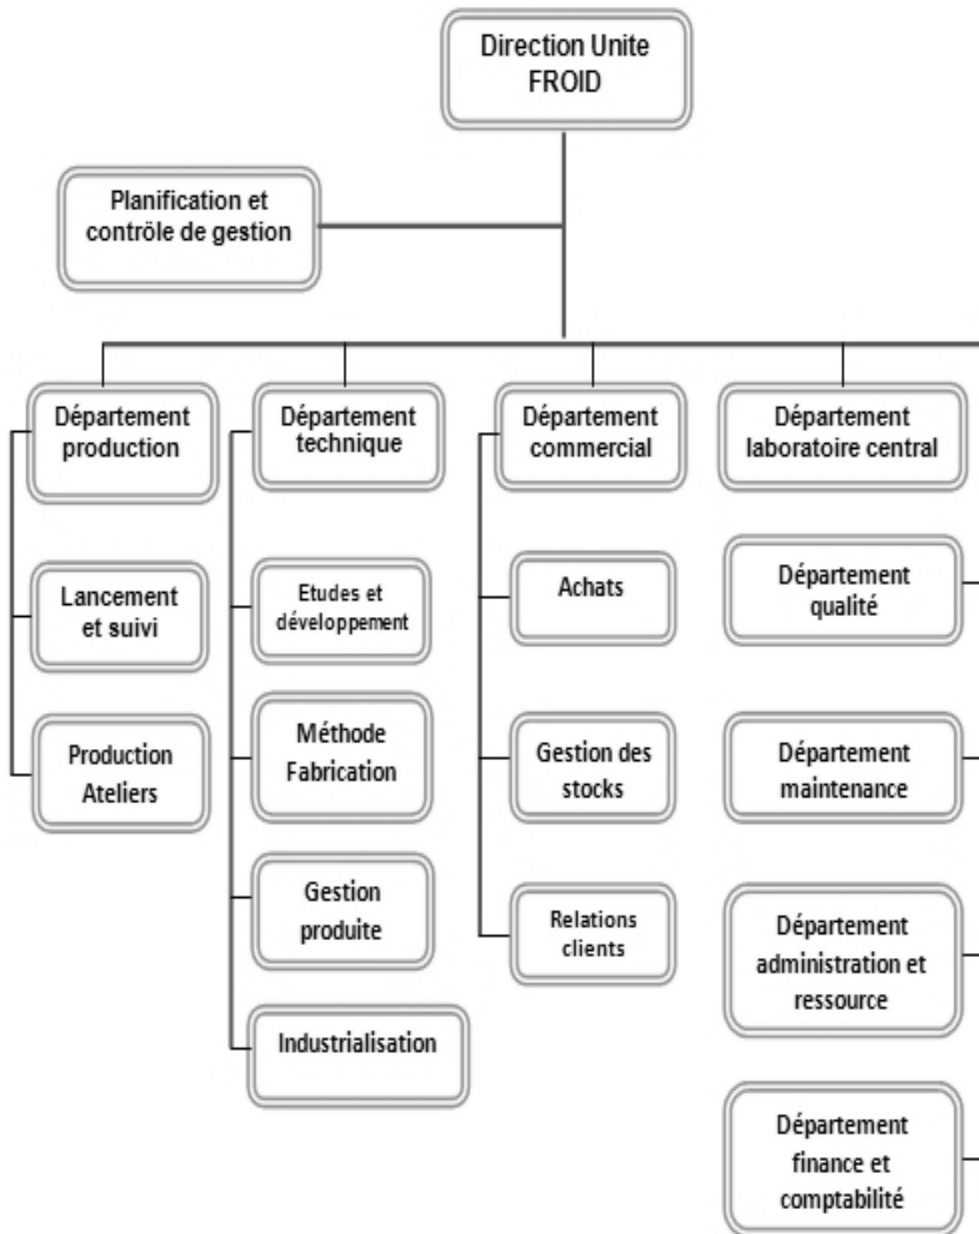 Direction Unite
FROID
Planification et
contröle de gestion
Département
production
Lancement
et suivi
Production
Ateliers
Département
technique
Etudes et
développement
Méthode
Fabrication
Gestion
produite
Industrialisation
Département
commercial
Achats
Gestion des
stocks
Relations
clients
Département
laboratoire central
Département
qualité
Département
maintenance
Département
administration et
ressource
Département
finance et
comptabilité